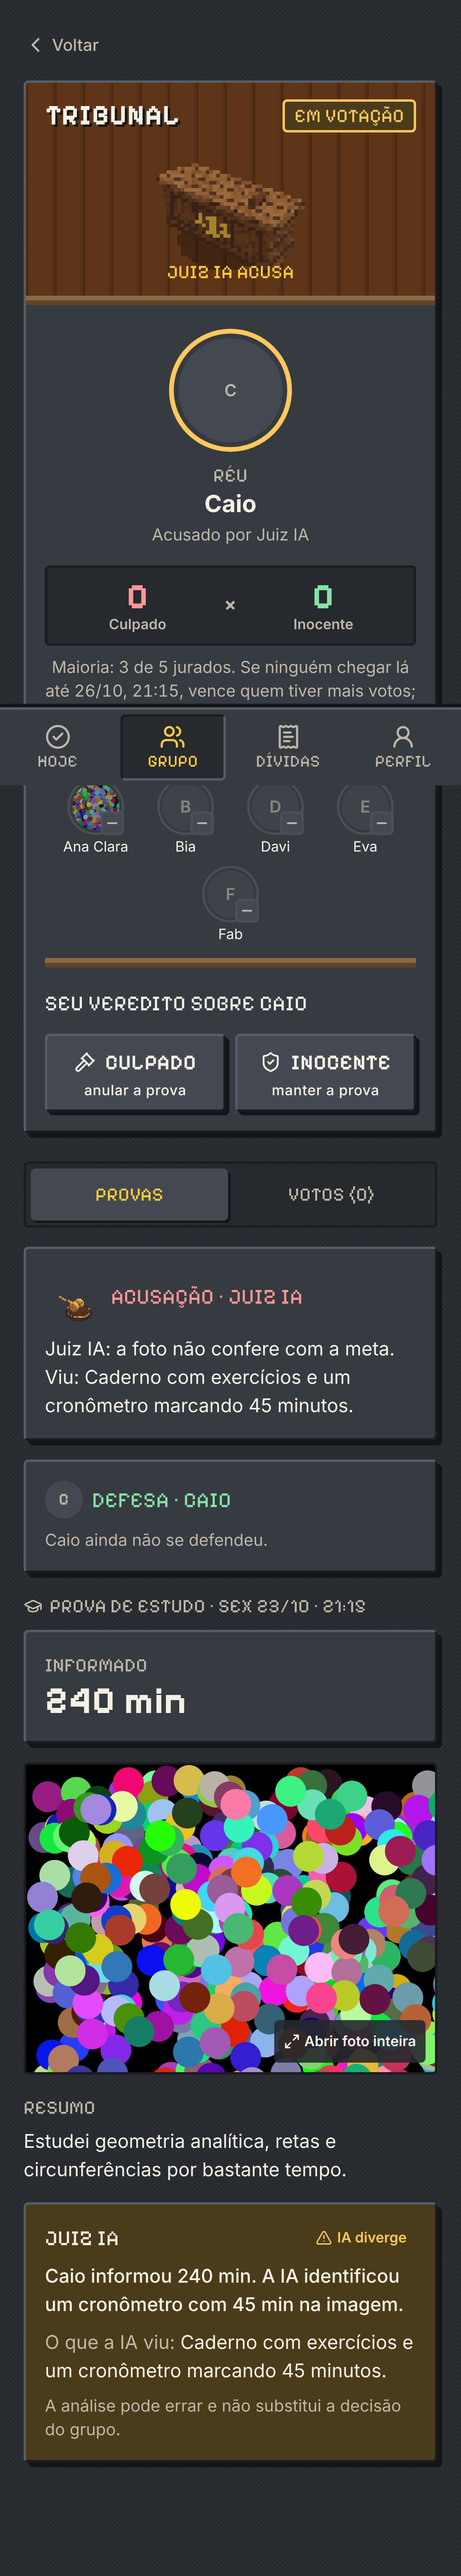 Voltar
TRIBUNAL
EM VOTAÇÃO
JUIZ IA ACUSA
C
RÉU
Caio
Acusado por Juiz IA
0 × 0
Culpado Inocente
Maioria: 3 de 5 jurados. Se ninguém chegar lá
até 26/10, 21:15, vence quem tiver mais votos;
HOJE GRUPO DÍVIDAS PERFIL
B D E
Ana Clara Bia Davi Eva
F
Fab
SEU VEREDITO SOBRE CAIO
CULPADO INOCENTE
anular a prova manter a prova
PROVAS VOTOS (0)
ACUSAÇÃO · JUIZ IA
Juiz IA: a foto não confere com a meta.
Viu: Caderno com exercícios e um
cronômetro marcando 45 minutos.
C DEFESA · CAIO
Caio ainda não se defendeu.
PROVA DE ESTUDO · SEX 23/10 · 21:15
INFORMADO
240 min
Abrir foto inteira
RESUMO
Estudei geometria analítica, retas e
circunferências por bastante tempo.
JUIZ IA IA diverge
Caio informou 240 min. A IA identificou
um cronômetro com 45 min na imagem.
O que a IA viu: Caderno com exercícios e
um cronômetro marcando 45 minutos.
A análise pode errar e não substitui a decisão
do grupo.